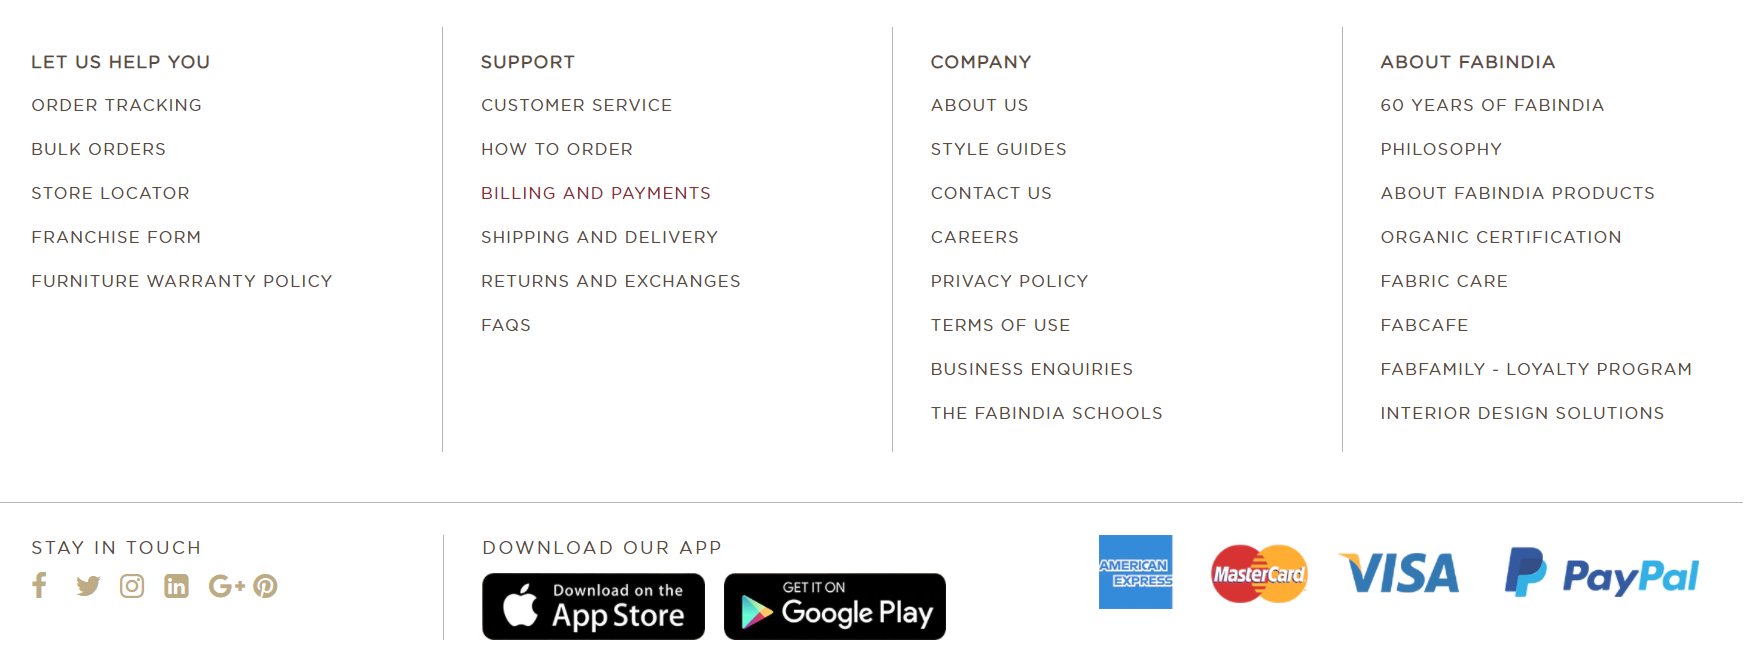 LET US HELP YOU
ORDER TRACKING
BULK ORDERS
STORE LOCATOR
FRANCHISE FORM
FURNITURE WARRANTY POLICY
SUPPORT
CUSTOMER SERVICE
HOW TO ORDER
BILLING AND PAYMENTS
SHIPPING AND DELIVERY
RETURNS AND EXCHANGES
FAQS
COMPANY
ABOUT US
STYLE GUIDES
CONTACT US
CAREERS
PRIVACY POLICY
TERMS OF USE
BUSINESS ENQUIRIES
THE FABINDIA SCHOOLS
ABOUT FABINDIA
60 YEARS OF FABINDIA
PHILOSOPHY
ABOUT FABINDIA PRODUCTS
ORGANIC CERTIFICATION
FABRIC CARE
FABCAFE
FABFAMILY - LOYALTY PROGRAM
INTERIOR DESIGN SOLUTIONS
STAY IN TOUCH
DOWNLOAD OUR APP
Download on the
App Store
GET IT ON
Google Play
AMERICAN
EXPRESS
MasterCard
VISA
PayPal